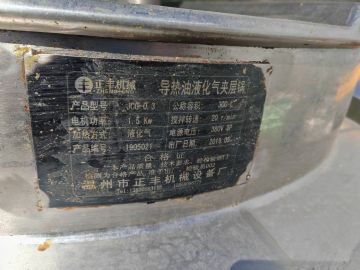 正丰机械 导热油液化气夹层锅
产品型号 JCG-0.3 公称容积 300 L
电机功率 1.5 Kw 搅拌转速 20 r/min
加热方式 液化气 电源电压 380V 3P
产品编号 1905021 出厂日期 2019.05
合格证
温州市正丰机械设备厂